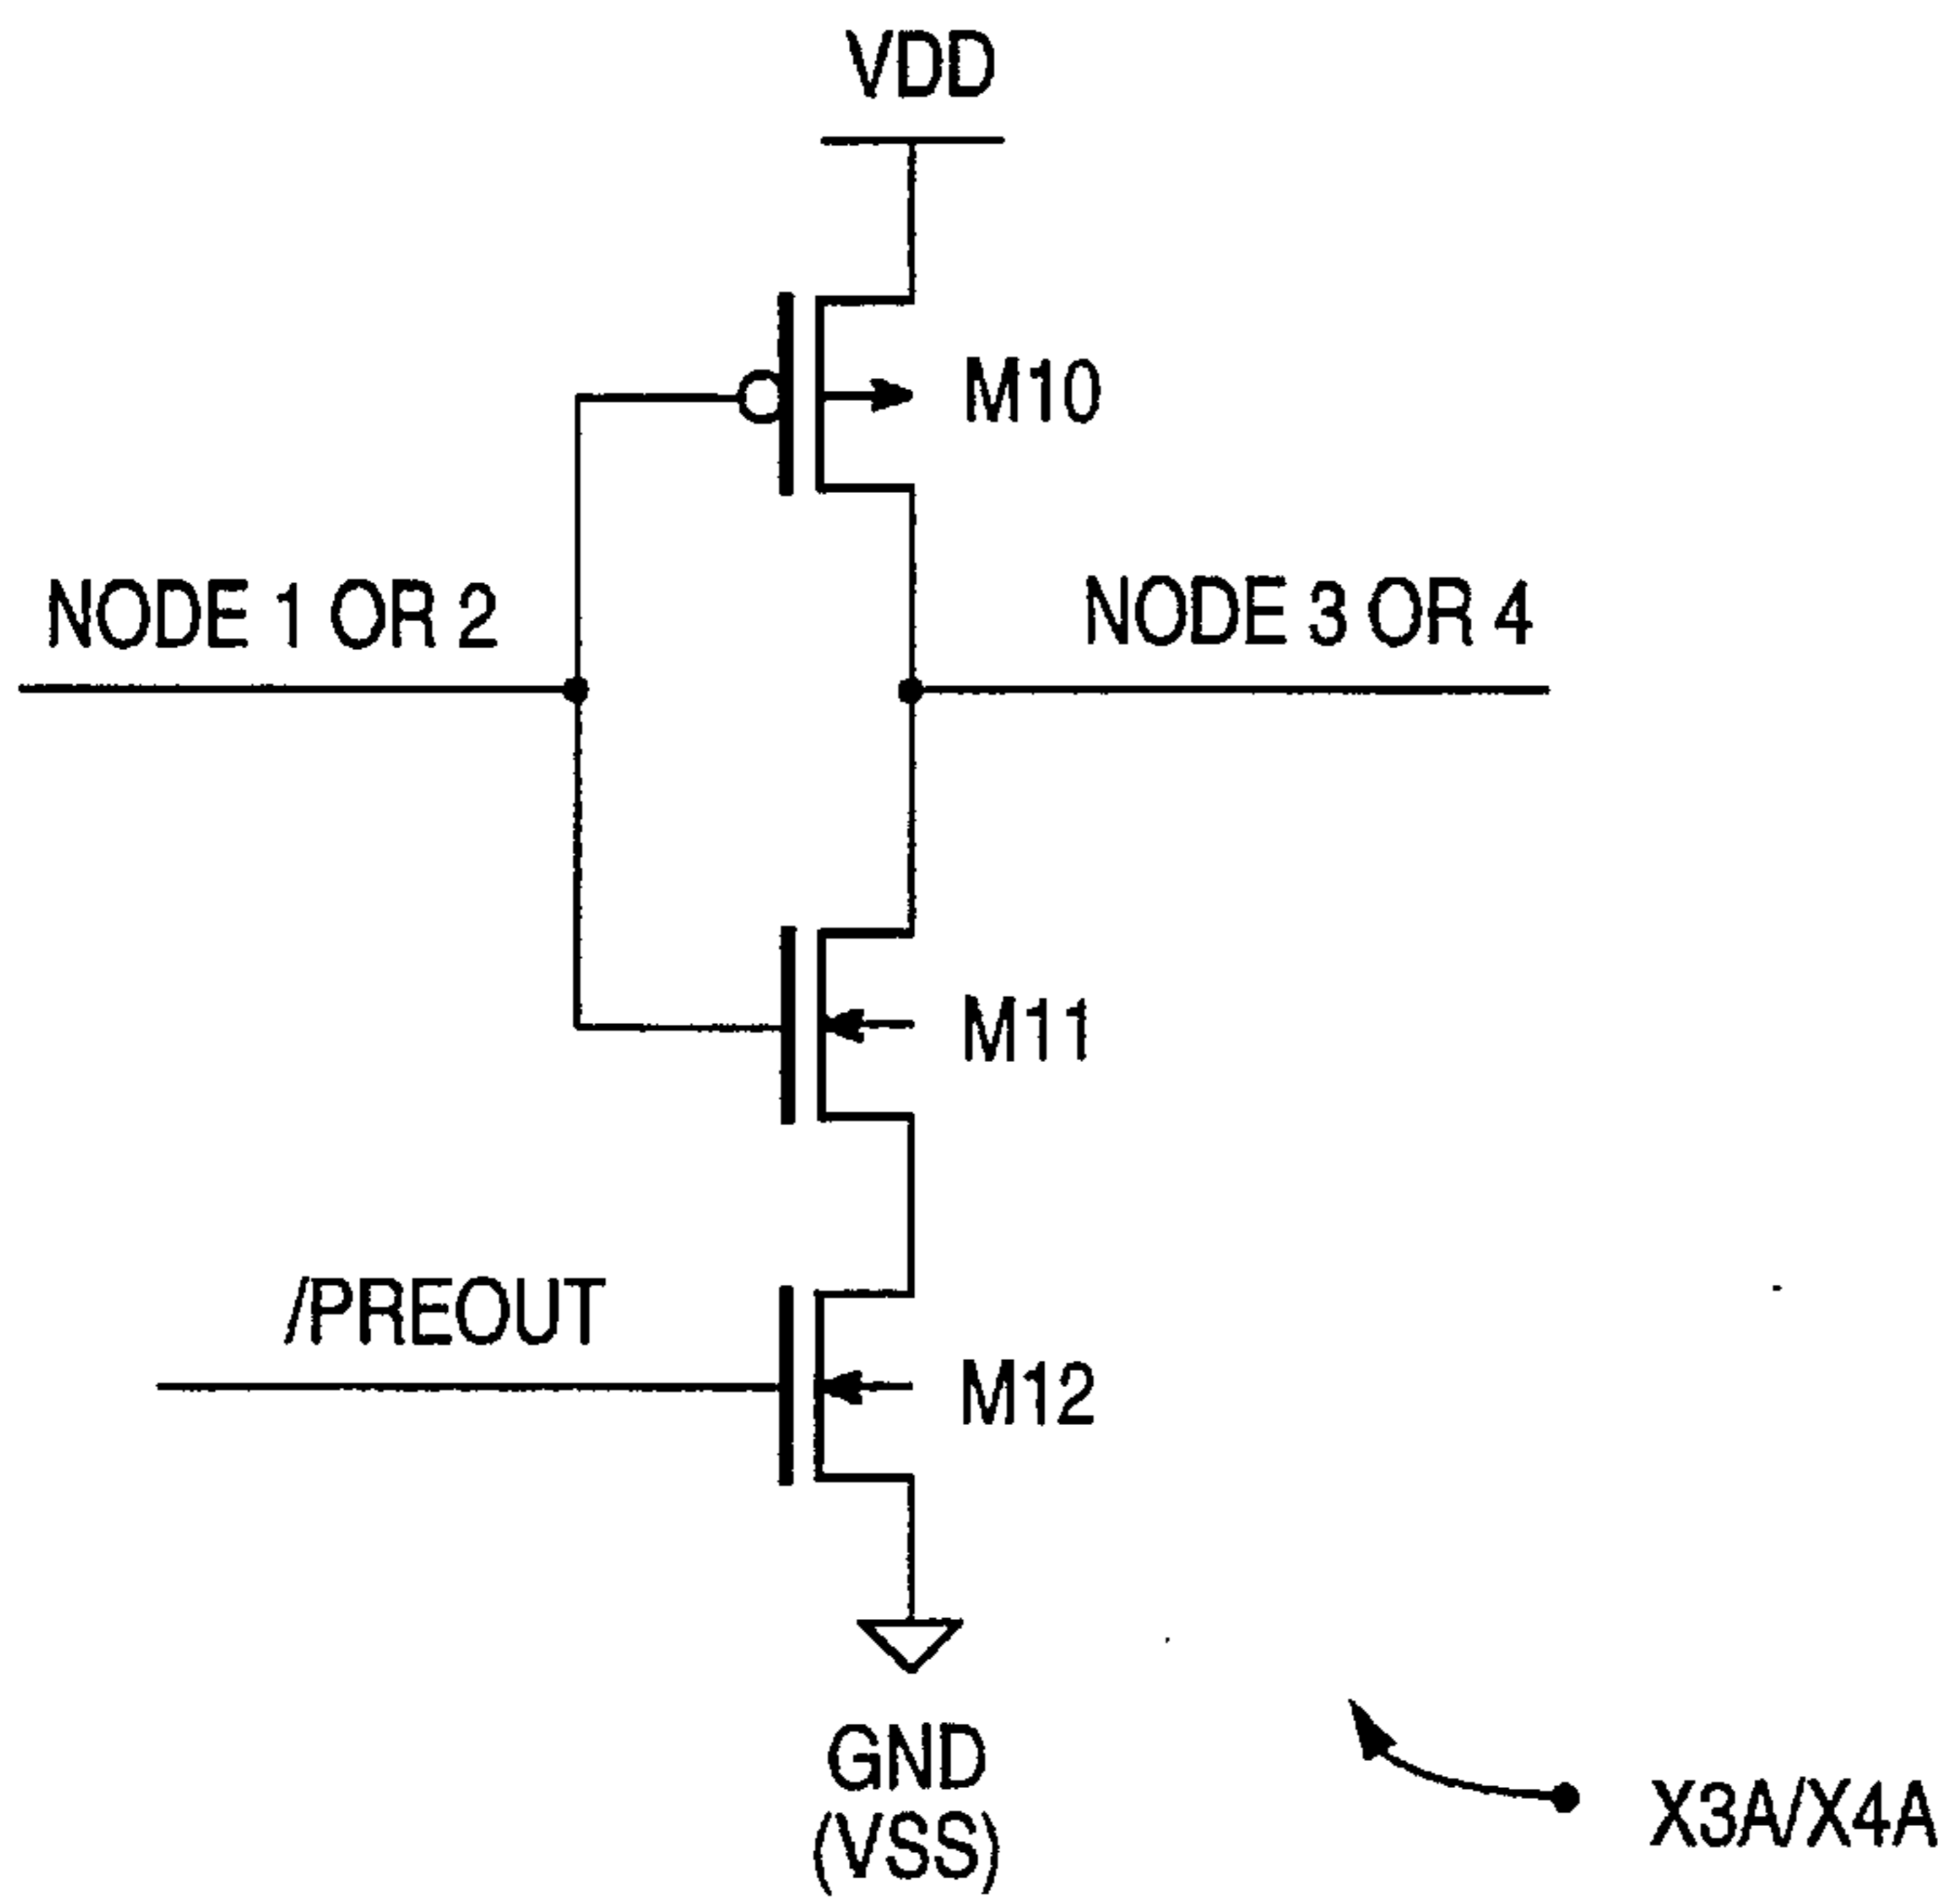 VDD
M10
NODE 1 OR 2
NODE 3 OR 4
M11
/PREOUT
M12
GND
(VSS)
X3A/X4A